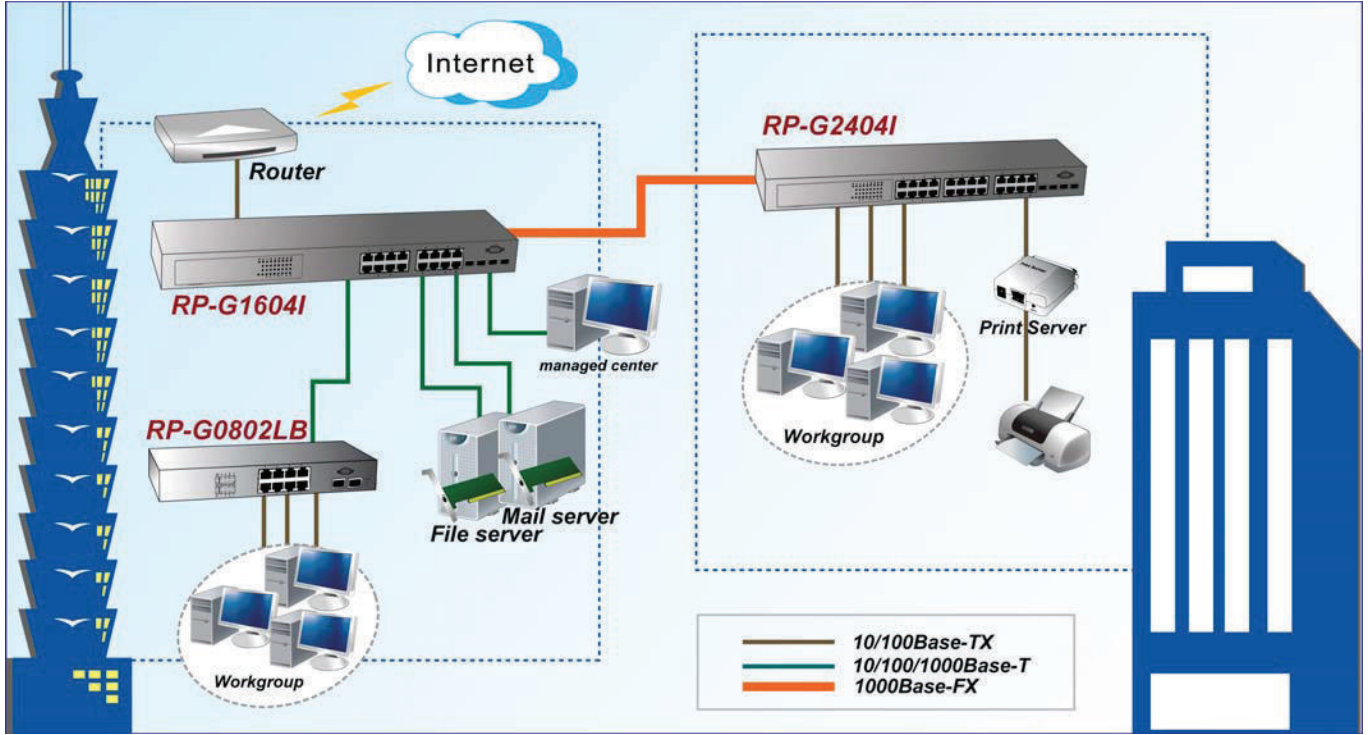 Internet
Router
RP-G2404I
RP-G1604I
Print Server
managed center
RP-G0802LB
Workgroup
Mail server
File server
Workgroup
10/100Base-TX
10/100/1000Base-T
1000Base-FX